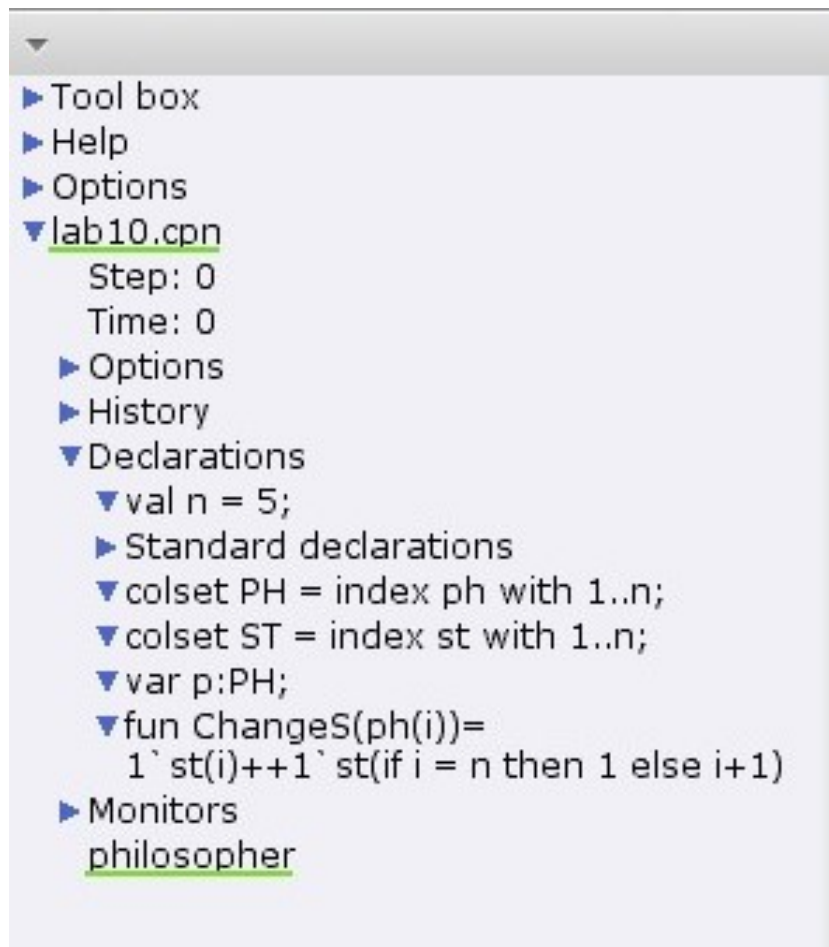 Tool box
Help
Options
lab10.cpn
Step: 0
Time: 0
Options
History
Declarations
val n = 5;
Standard declarations
colset PH = index ph with 1..n;
colset ST = index st with 1..n;
var p:PH;
fun ChangeS(ph(i))=
1`st(i)++1`st(if i = n then 1 else i+1)
Monitors
philosopher